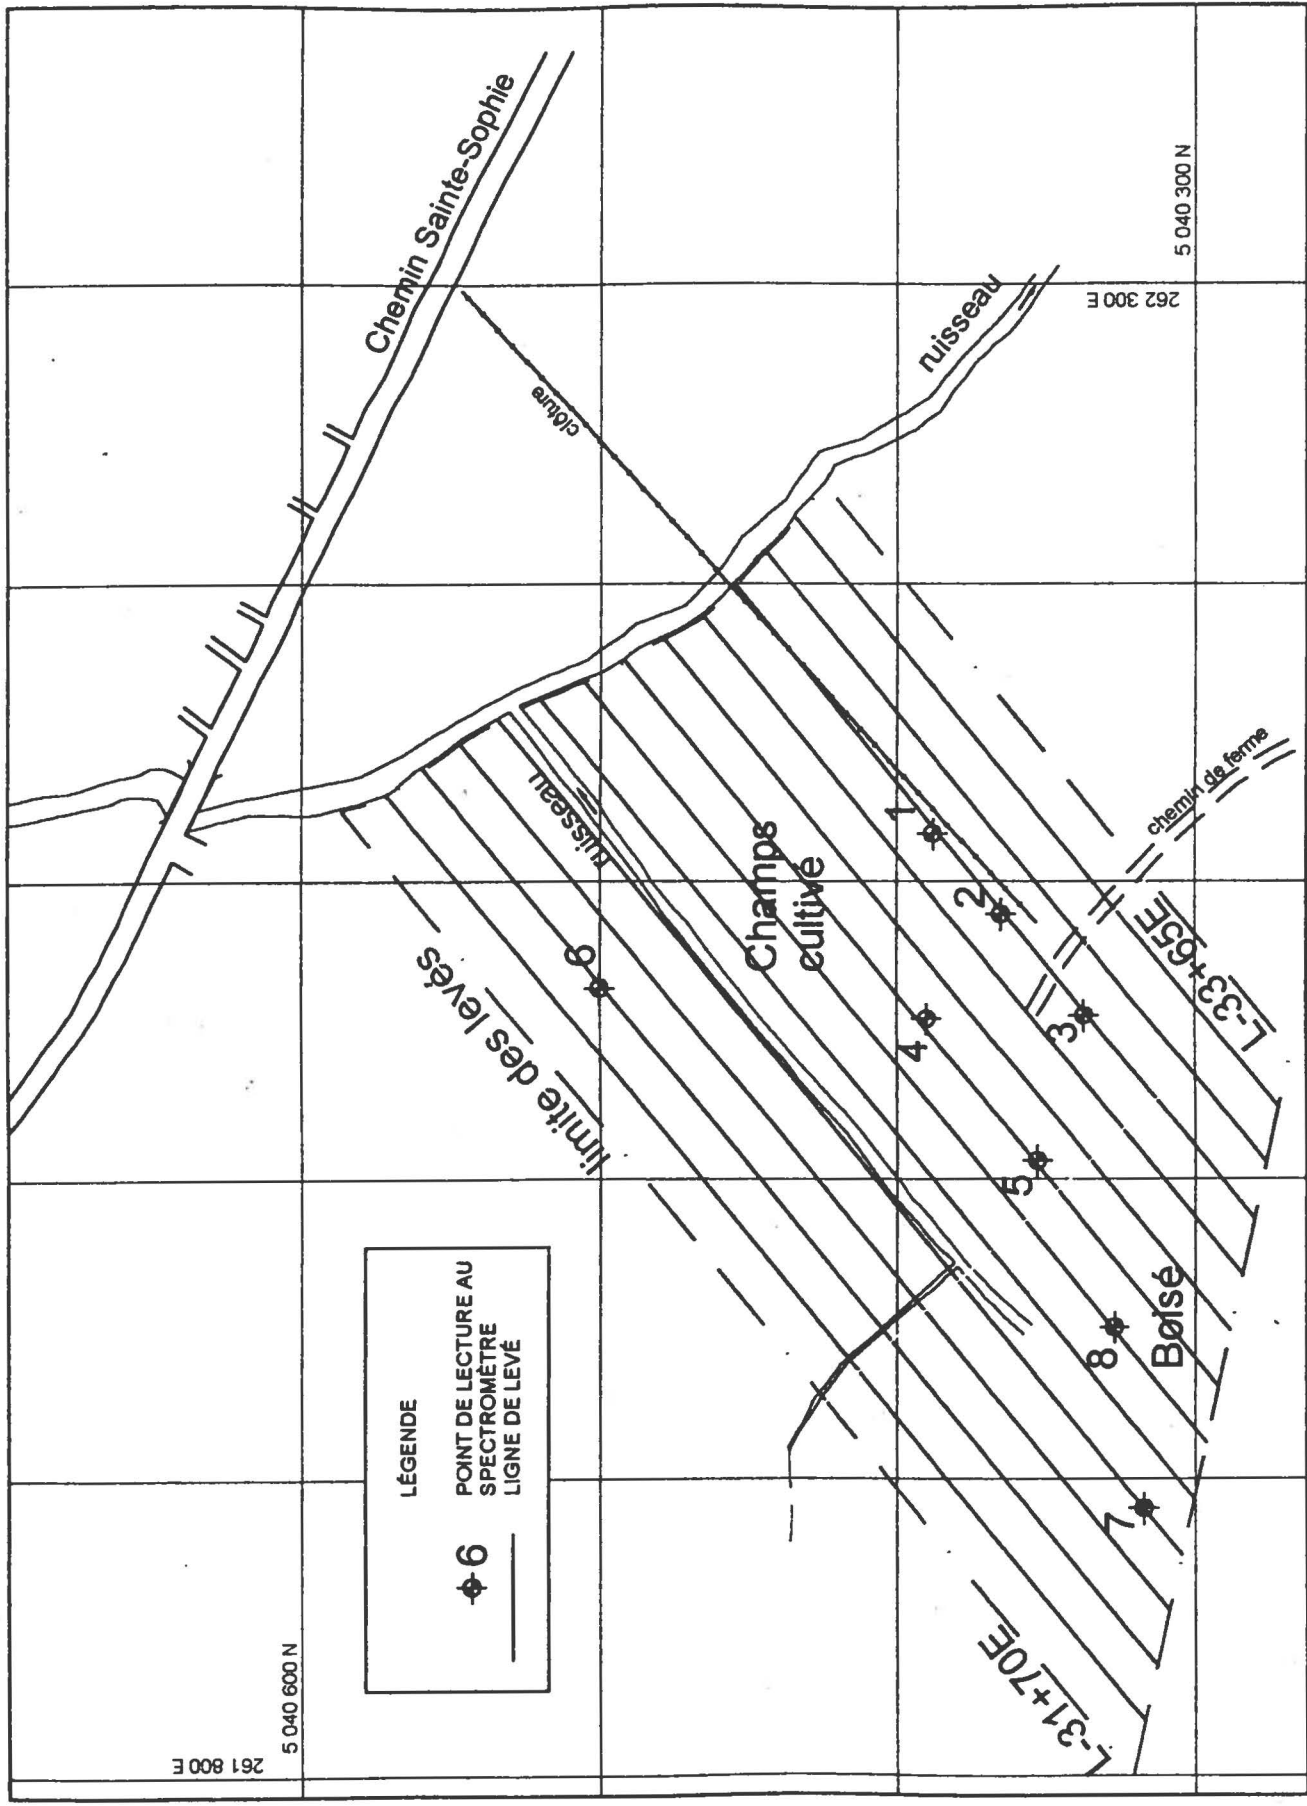 Chemin Sainte-Sophie
clôture
ruisseau
5 040 300 N
262 300 E
ruisseau
Champs
cultive
1
2
3
4
5
6
7
8
limite des levés
chemin de ferme
L-33+65E
Boisé
L-31+70E
LÉGENDE
6 POINT DE LECTURE AU
SPECTROMÈTRE
LIGNE DE LEVÉ
5 040 600 N
261 800 E